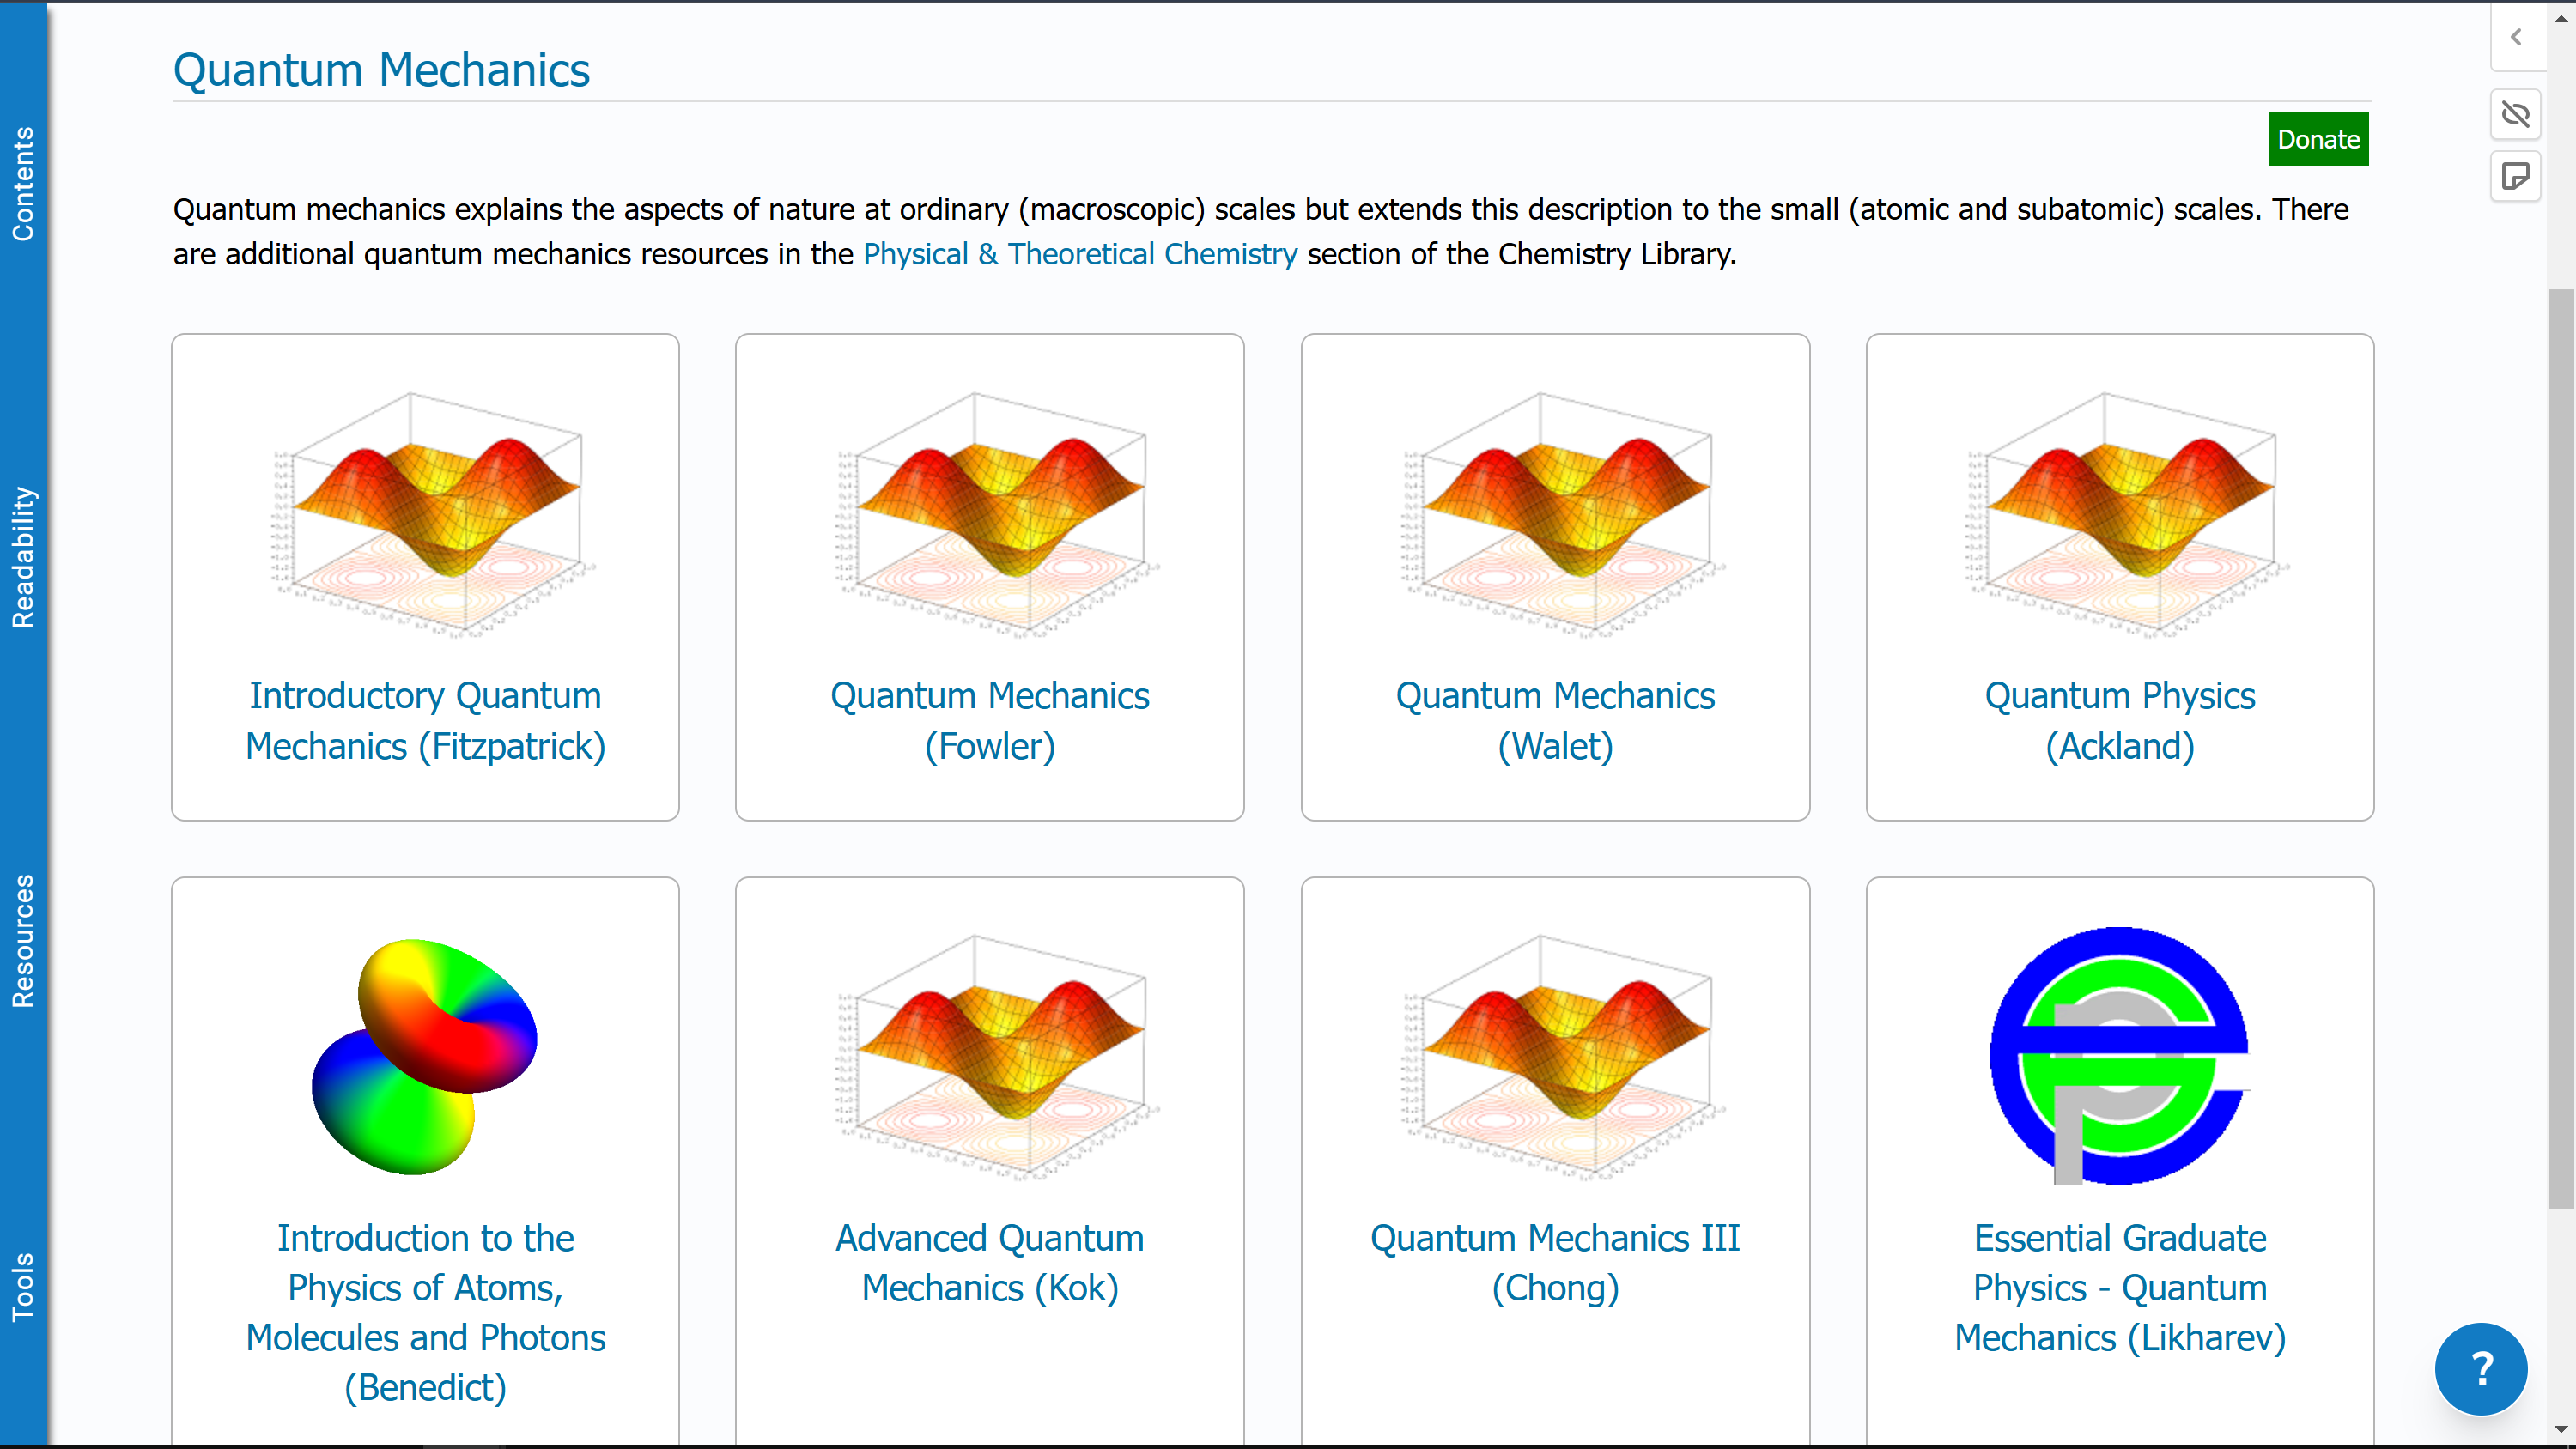 Quantum Mechanics
Donate
Quantum mechanics explains the aspects of nature at ordinary (macroscopic) scales but extends this description to the small (atomic and subatomic) scales. There
are additional quantum mechanics resources in the Physical & Theoretical Chemistry section of the Chemistry Library.
Contents
Readability
Resources
Tools
Introductory Quantum
Mechanics (Fitzpatrick)
Quantum Mechanics
(Fowler)
Quantum Mechanics
(Walet)
Quantum Physics
(Ackland)
Introduction to the
Physics of Atoms,
Molecules and Photons
(Benedict)
Advanced Quantum
Mechanics (Kok)
Quantum Mechanics III
(Chong)
Essential Graduate
Physics - Quantum
Mechanics (Likharev)
?